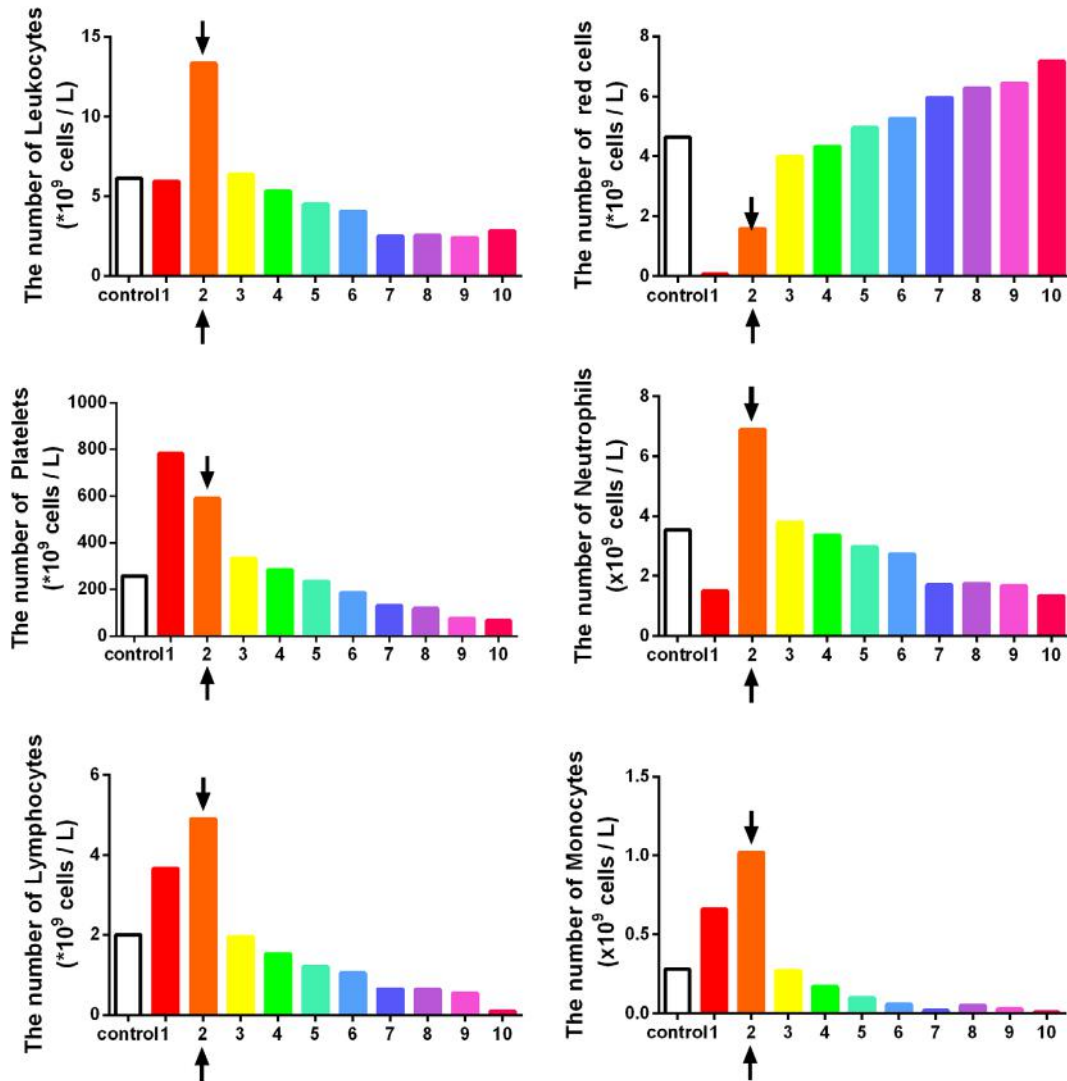 The number of Leukocytes
(*10⁹ cells / L)
15
10
5
0
control 1 2 3 4 5 6 7 8 9 10
The number of red cells
(*10⁹ cells / L)
8
6
4
2
0
control 1 2 3 4 5 6 7 8 9 10
The number of Platelets
(*10⁹ cells / L)
1000
800
600
400
200
0
control 1 2 3 4 5 6 7 8 9 10
The number of Neutrophils
(x10⁹ cells / L)
8
6
4
2
0
control 1 2 3 4 5 6 7 8 9 10
The number of Lymphocytes
(*10⁹ cells / L)
6
4
2
0
control 1 2 3 4 5 6 7 8 9 10
The number of Monocytes
(x10⁹ cells / L)
1.5
1.0
0.5
0.0
control 1 2 3 4 5 6 7 8 9 10